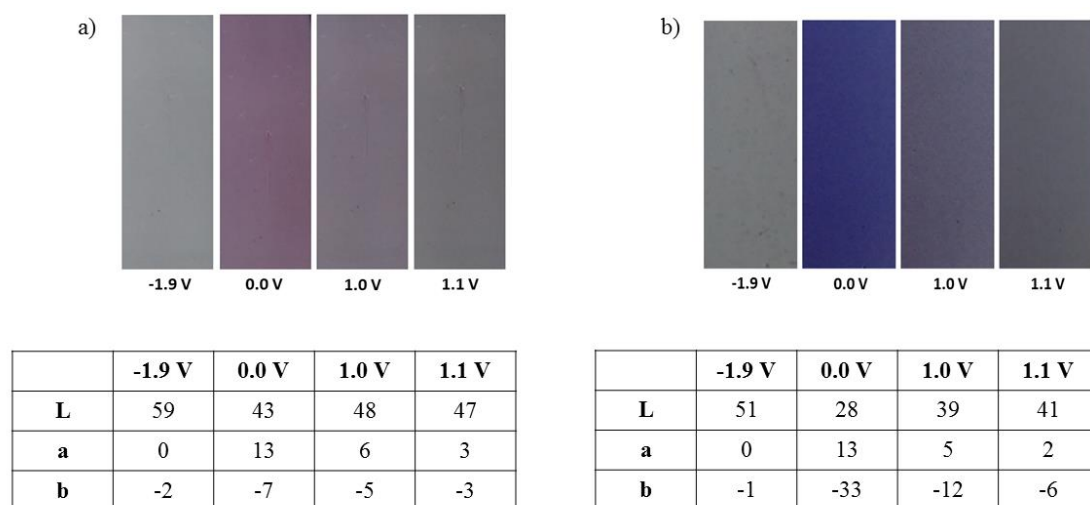 a)
-1.9 V 0.0 V 1.0 V 1.1 V
-1.9 V 0.0 V 1.0 V 1.1 V
L 59 43 48 47
a 0 13 6 3
b -2 -7 -5 -3
b)
-1.9 V 0.0 V 1.0 V 1.1 V
-1.9 V 0.0 V 1.0 V 1.1 V
L 51 28 39 41
a 0 13 5 2
b -1 -33 -12 -6